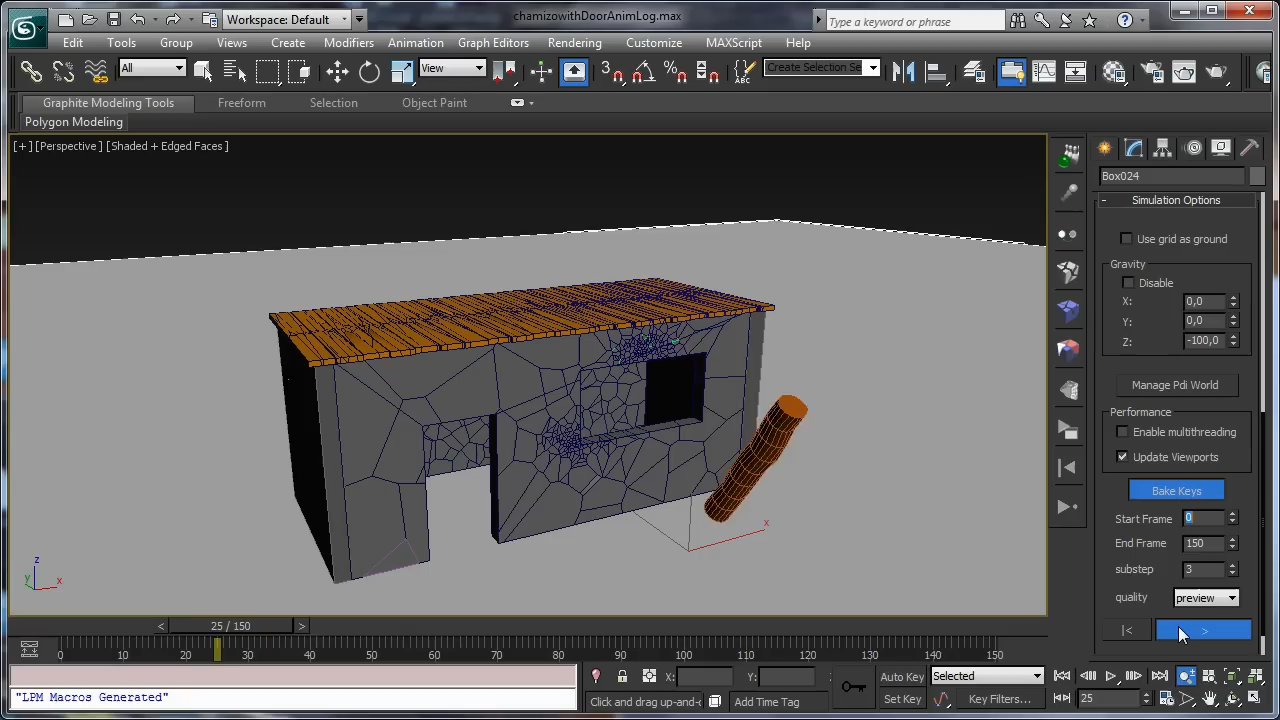 Workspace: Default
chamizowithDoorAnimLog.max
Type a keyword or phrase
Edit Tools Group Views Create Modifiers Animation Graph Editors Rendering Customize MAXScript Help
All
View
Create Selection Se
Graphite Modeling Tools Freeform Selection Object Paint
Polygon Modeling
[+] [Perspective] [Shaded + Edged Faces]
Box024
- Simulation Options
Use grid as ground
Gravity
Disable
X: 0,0
Y: 0,0
Z: -100,0
Manage Pdi World
Performance
Enable multithreading
Update Viewports
Bake Keys
Start Frame 0
End Frame 150
substep 3
quality preview
|< >
x
z
y x
< 25 / 150 >
0 10 20 30 40 50 60 70 80 90 100 110 120 130 140 150
X: Y: Auto Key Selected
"LPM Macros Generated"
Click and drag up-and- Add Time Tag Set Key Key Filters... 25